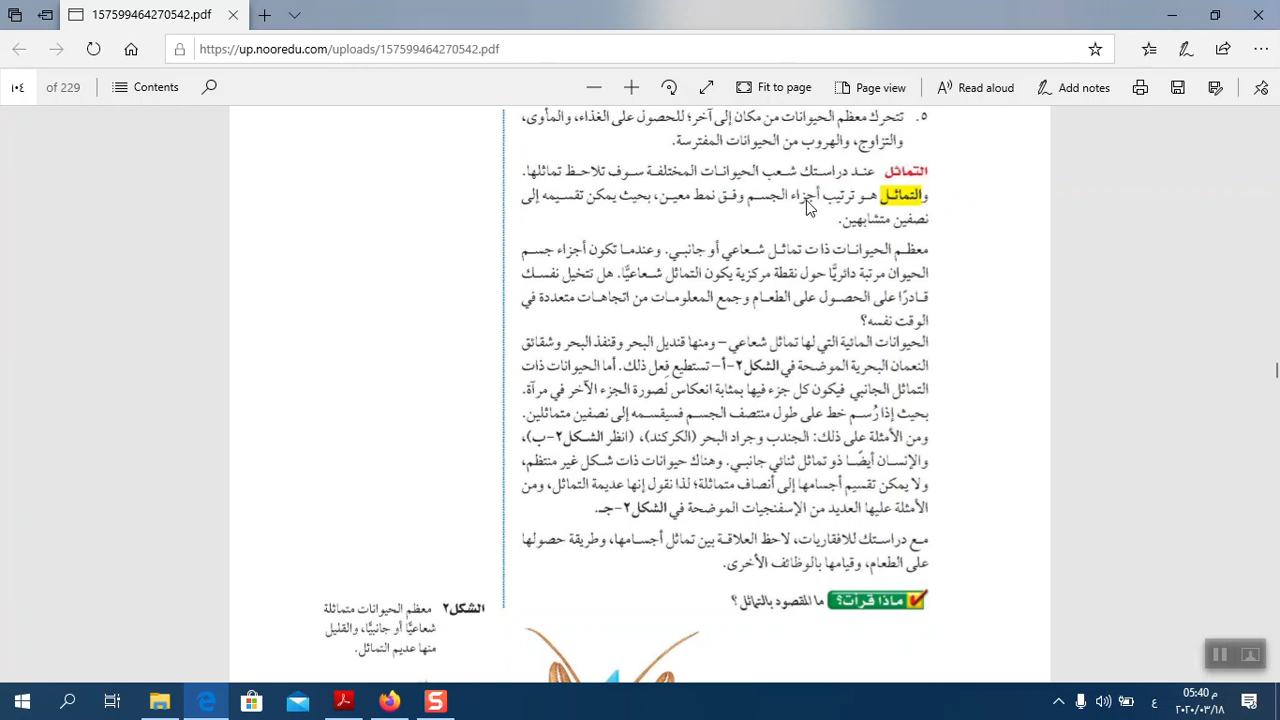 157599464270542.pdf
https://up.nooredu.com/uploads/157599464270542.pdf
١٠٤ of 229
Contents
Fit to page
Page view
Read aloud
Add notes
٥. تتحرك معظم الحيوانات من مكان إلى آخر؛ للحصول على الغذاء، والمأوى،
والتزاوج، والهروب من الحيوانات المفترسة.
التماثل عند دراستك شعب الحيوانات المختلفة سوف تلاحظ تماثلها.
والتماثل هو ترتيب أجزاء الجسم وفق نمط معين، بحيث يمكن تقسيمه إلى
نصفين متشابهين.
معظم الحيوانات ذات تماثل شعاعي أو جانبي. وعندما تكون أجزاء جسم
الحيوان مرتبة دائريًّا حول نقطة مركزية يكون التماثل شعاعيًّا. هل تتخيل نفسك
قادرًا على الحصول على الطعام وجمع المعلومات من اتجاهات متعددة في
الوقت نفسه؟
الحيوانات المائية التي لها تماثل شعاعي – ومنها قنديل البحر وقنفذ البحر وشقائق
النعمان البحرية الموضحة في الشكل ٢-أ– تستطيع فِعل ذلك. أما الحيوانات ذات
التماثل الجانبي فيكون كل جزء فيها بمثابة انعكاس لصورة الجزء الآخر في مرآة.
بحيث إذا رُسم خط على طول منتصف الجسم فسيقسمه إلى نصفين متماثلين.
ومن الأمثلة على ذلك: الجندب وجراد البحر (الكركند)، (انظر الشكل ٢-ب)،
والإنسان أيضًا ذو تماثل ثنائي جانبي. وهناك حيوانات ذات شكل غير منتظم،
ولا يمكن تقسيم أجسامها إلى أنصاف متماثلة؛ لذا نقول إنها عديمة التماثل، ومن
الأمثلة عليها العديد من الإسفنجيات الموضحة في الشكل ٢-جـ.
مع دراستك للافقاريات، لاحظ العلاقة بين تماثل أجسامها، وطريقة حصولها
على الطعام، وقيامها بالوظائف الأخرى.
ماذا قرأت؟ ما المقصود بالتماثل؟
الشكل ٢ معظم الحيوانات متماثلة
شعاعيًّا أو جانبيًّا، والقليل
منها عديم التماثل.
ع
05:40 م
٢٠٢٠/٠٣/١٨